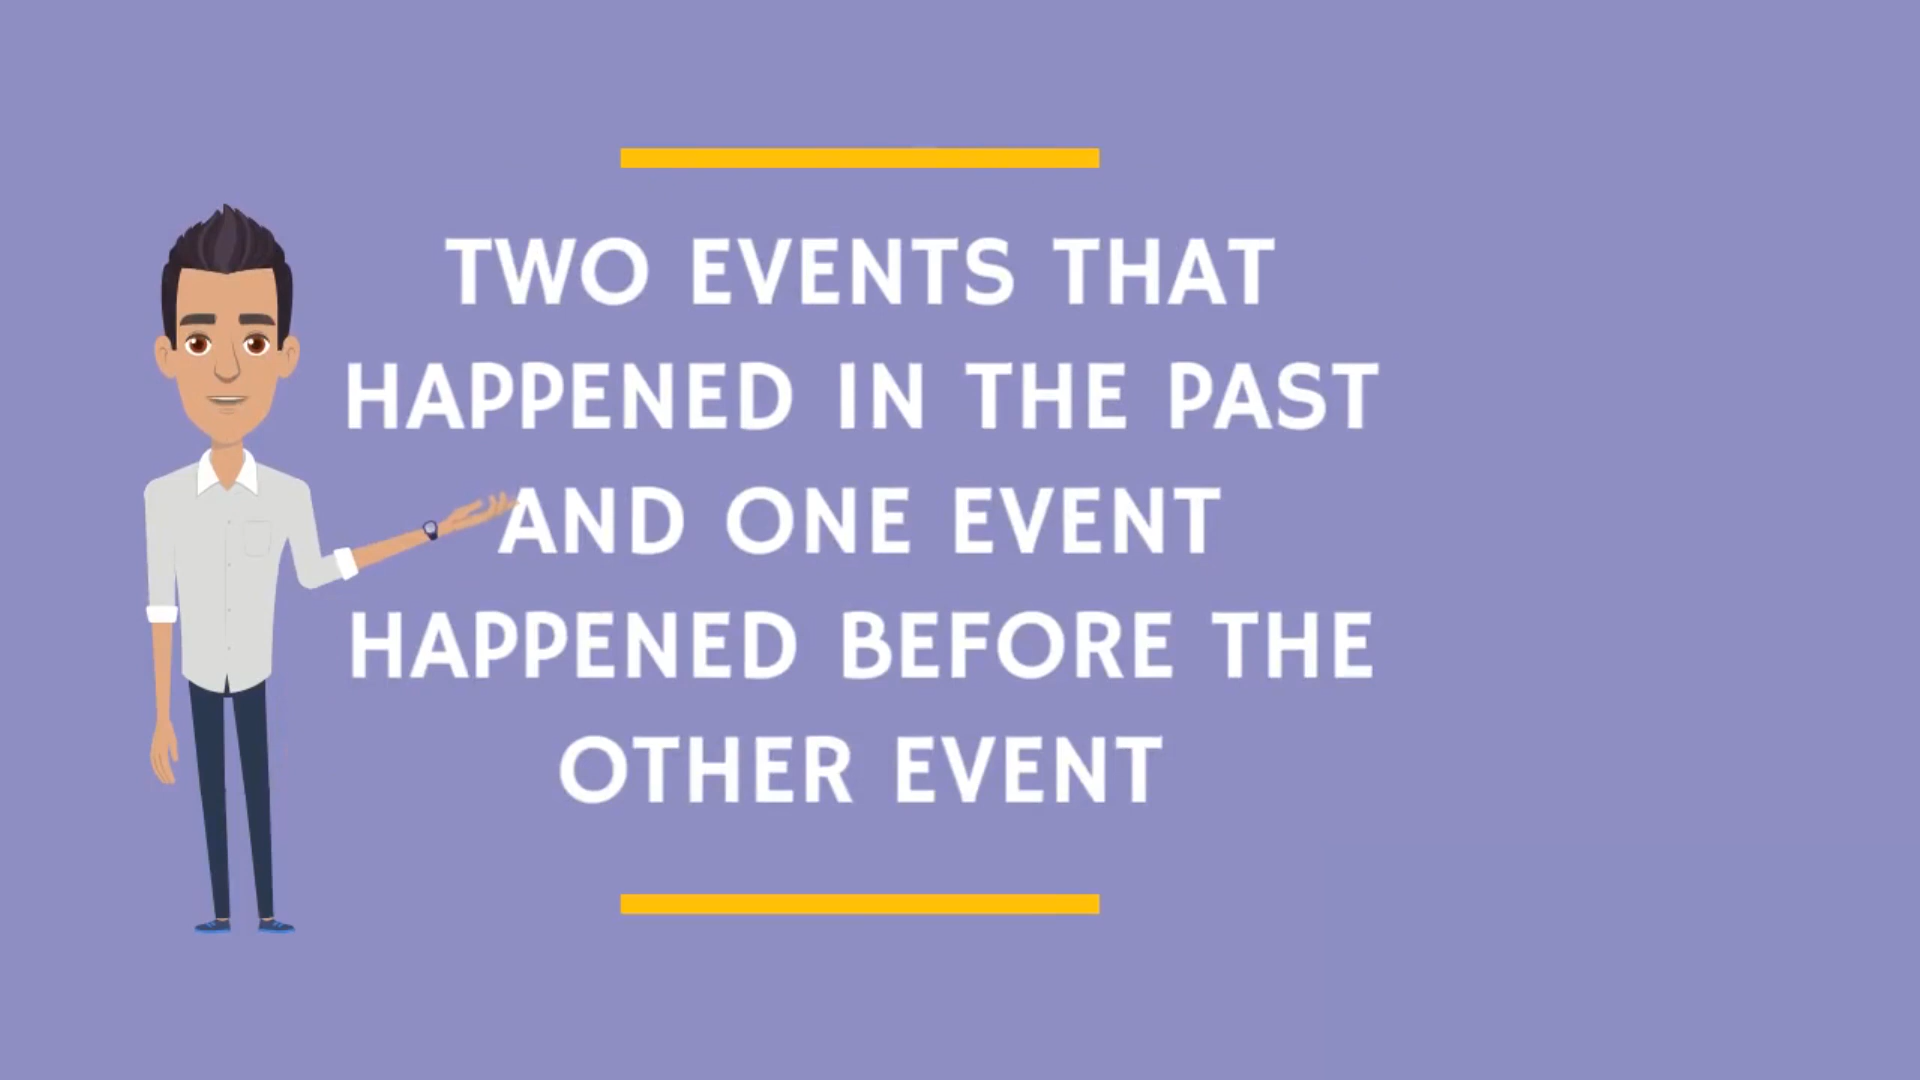 TWO EVENTS THAT
HAPPENED IN THE PAST
AND ONE EVENT
HAPPENED BEFORE THE
OTHER EVENT